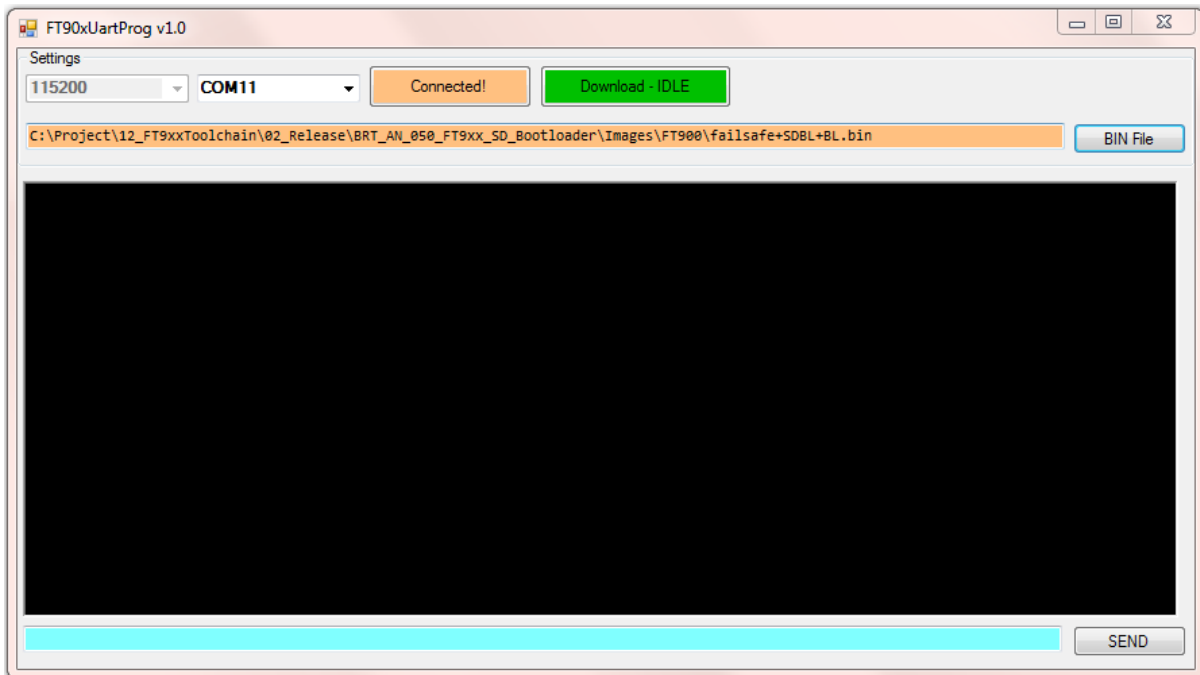 FT90xUartProg v1.0
Settings
115200 COM11 Connected! Download - IDLE
C:\Project\12_FT9xxToolchain\02_Release\BRT_AN_050_FT9xx_SD_Bootloader\Images\FT900\failsafe+SDBL+BL.bin BIN File
SEND